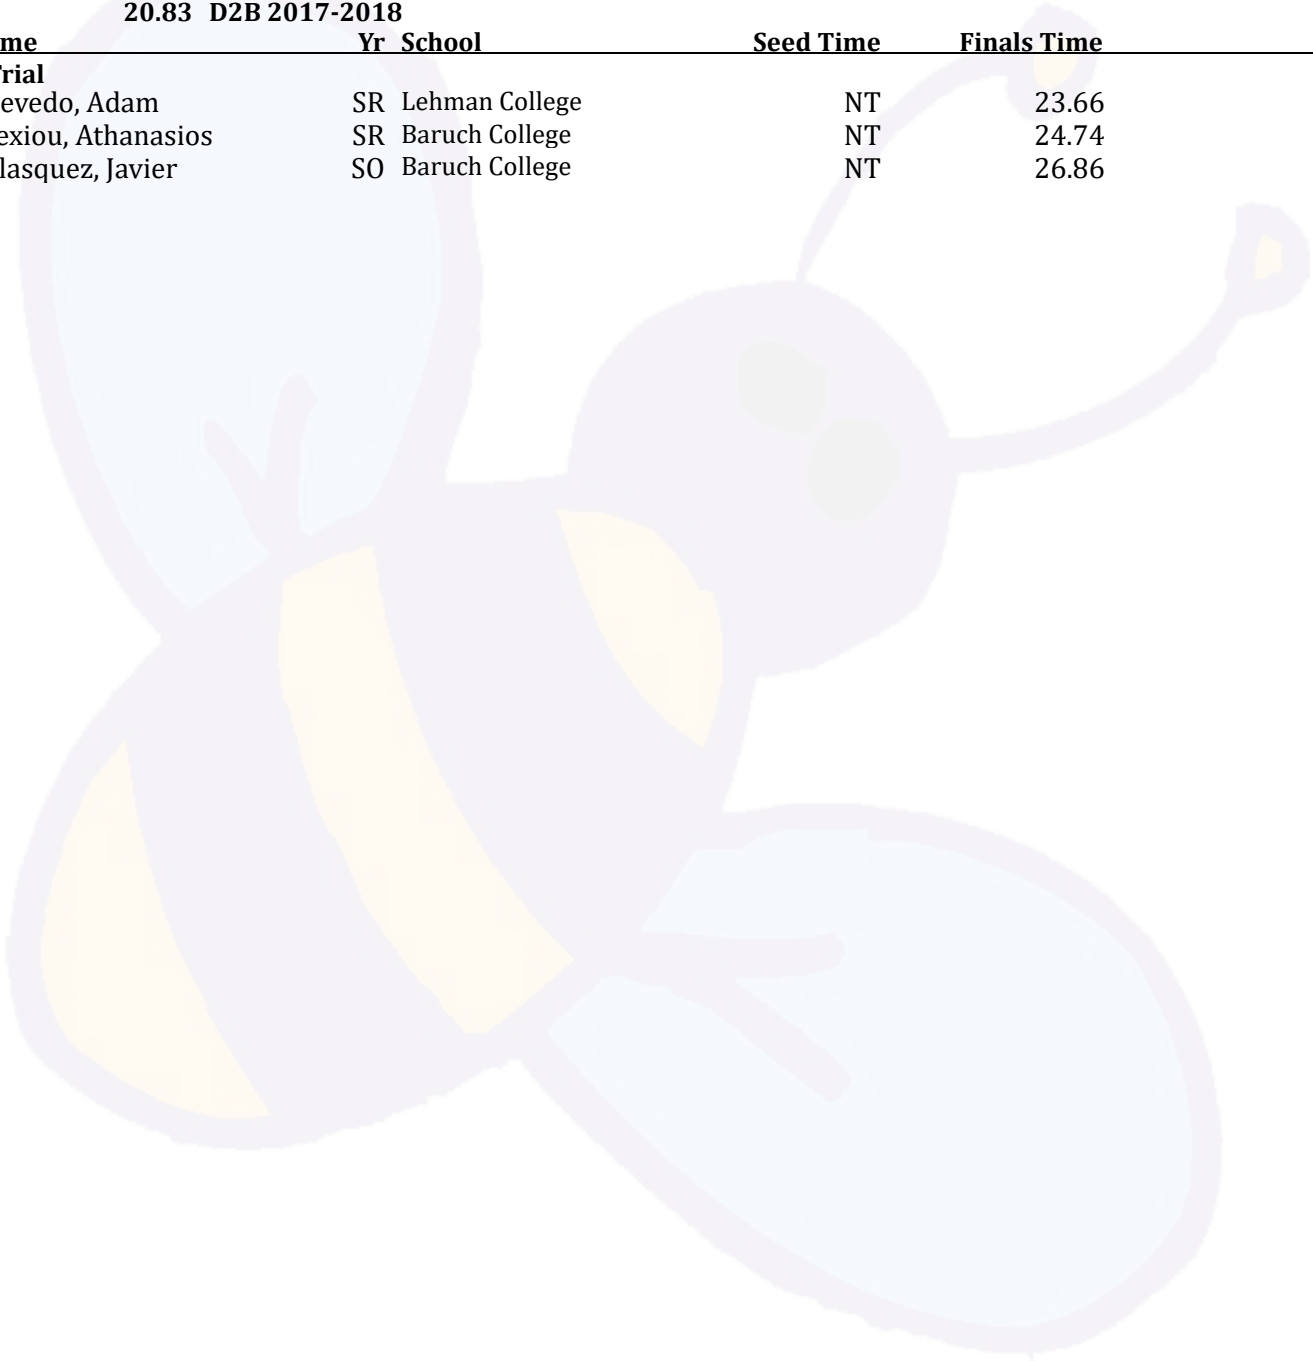 20.83 D2B 2017-2018
me Yr School Seed Time Finals Time
Trial
evedo, Adam SR Lehman College NT 23.66
exiou, Athanasios SR Baruch College NT 24.74
lasquez, Javier SO Baruch College NT 26.86